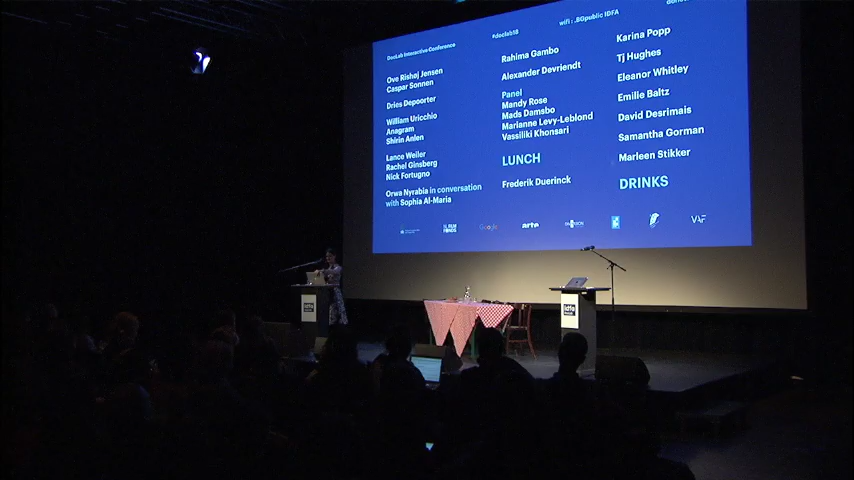 DocLab Interactive Conference
#doclab18
wifi : .BGpublic IDFA
Ove Rishøj Jensen
Caspar Sonnen
Dries Depoorter
William Uricchio
Anagram
Shirin Anlen
Lance Weiler
Rachel Ginsberg
Nick Fortugno
Orwa Nyrabia in conversation
with Sophia Al-Maria
Rahima Gambo
Alexander Devriendt
Panel
Mandy Rose
Mads Damsbo
Marianne Levy-Leblond
Vassiliki Khonsari
LUNCH
Frederik Duerinck
Karina Popp
Tj Hughes
Eleanor Whitley
Emilie Baltz
David Desrimais
Samantha Gorman
Marleen Stikker
DRINKS
Google
arte
VAF
idfa
idfa